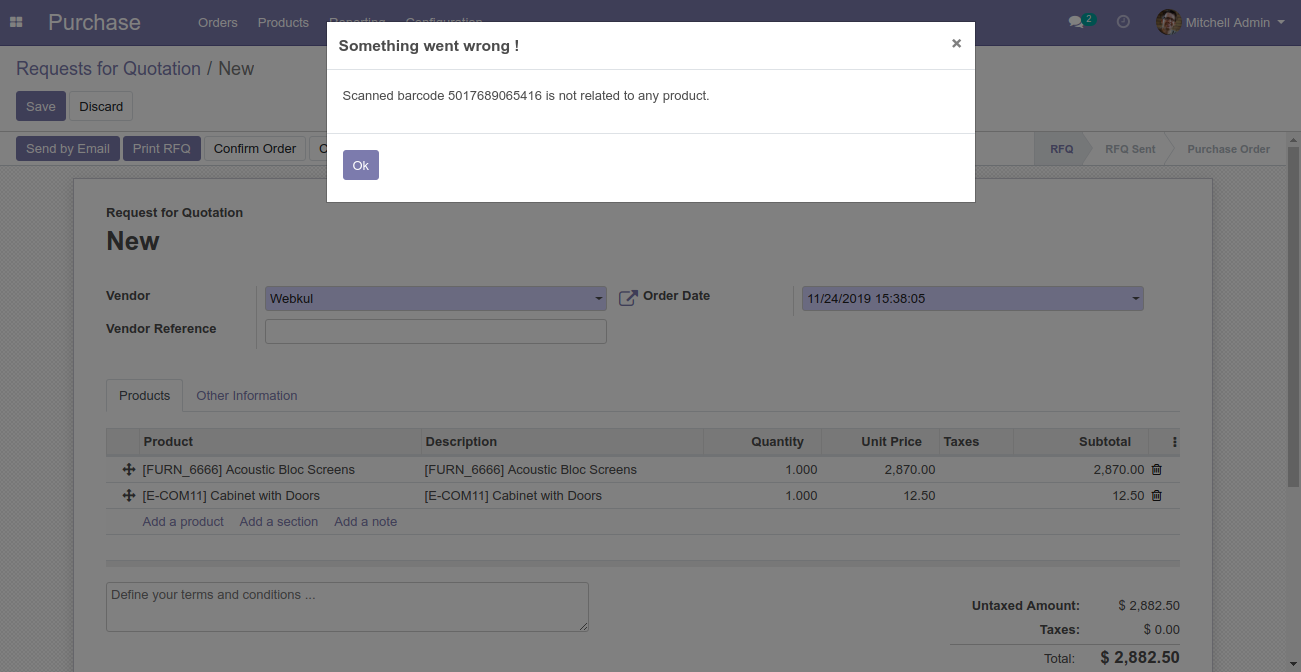 Purchase Orders Products Reporting Configuration 2 Mitchell Admin
Something went wrong !
×
Requests for Quotation / New
Scanned barcode 5017689065416 is not related to any product.
Save Discard
Send by Email Print RFQ Confirm Order C RFQ RFQ Sent Purchase Order
Ok
Request for Quotation
New
Vendor Webkul Order Date 11/24/2019 15:38:05
Vendor Reference
Products Other Information
Product Description Quantity Unit Price Taxes Subtotal
[FURN_6666] Acoustic Bloc Screens [FURN_6666] Acoustic Bloc Screens 1.000 2,870.00 2,870.00
[E-COM11] Cabinet with Doors [E-COM11] Cabinet with Doors 1.000 12.50 12.50
Add a product Add a section Add a note
Define your terms and conditions ...
Untaxed Amount: $ 2,882.50
Taxes: $ 0.00
Total: $ 2,882.50